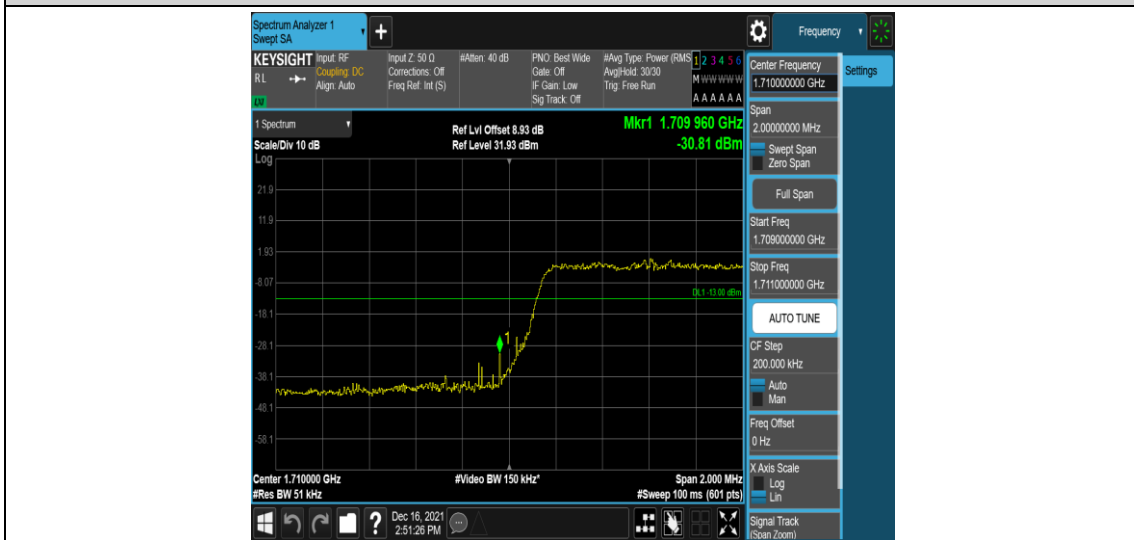 Spectrum Analyzer 1
Swept SA
+
Frequency
KEYSIGHT
RL
LXI
Input: RF
Coupling: DC
Align: Auto
Input Z: 50 Ω
Corrections: Off
Freq Ref: Int (S)
#Atten: 40 dB
PNO: Best Wide
Gate: Off
IF Gain: Low
Sig Track: Off
#Avg Type: Power (RMS
Avg|Hold: 30/30
Trig: Free Run
1 2 3 4 5 6
M W W W W W
A A A A A A
1 Spectrum
Scale/Div 10 dB
Log
Ref Lvl Offset 8.93 dB
Ref Level 31.93 dBm
Mkr1 1.709 960 GHz
-30.81 dBm
21.9
11.9
1.93
-8.07
-18.1
-28.1
-38.1
-48.1
-58.1
DL1 -13.00 dBm
1
Center 1.710000 GHz
#Res BW 51 kHz
#Video BW 150 kHz*
Span 2.000 MHz
#Sweep 100 ms (601 pts)
Center Frequency
1.710000000 GHz
Settings
Span
2.00000000 MHz
Swept Span
Zero Span
Full Span
Start Freq
1.709000000 GHz
Stop Freq
1.711000000 GHz
AUTO TUNE
CF Step
200.000 kHz
Auto
Man
Freq Offset
0 Hz
X Axis Scale
Log
Lin
Signal Track
(Span Zoom)
?
Dec 16, 2021
2:51:26 PM